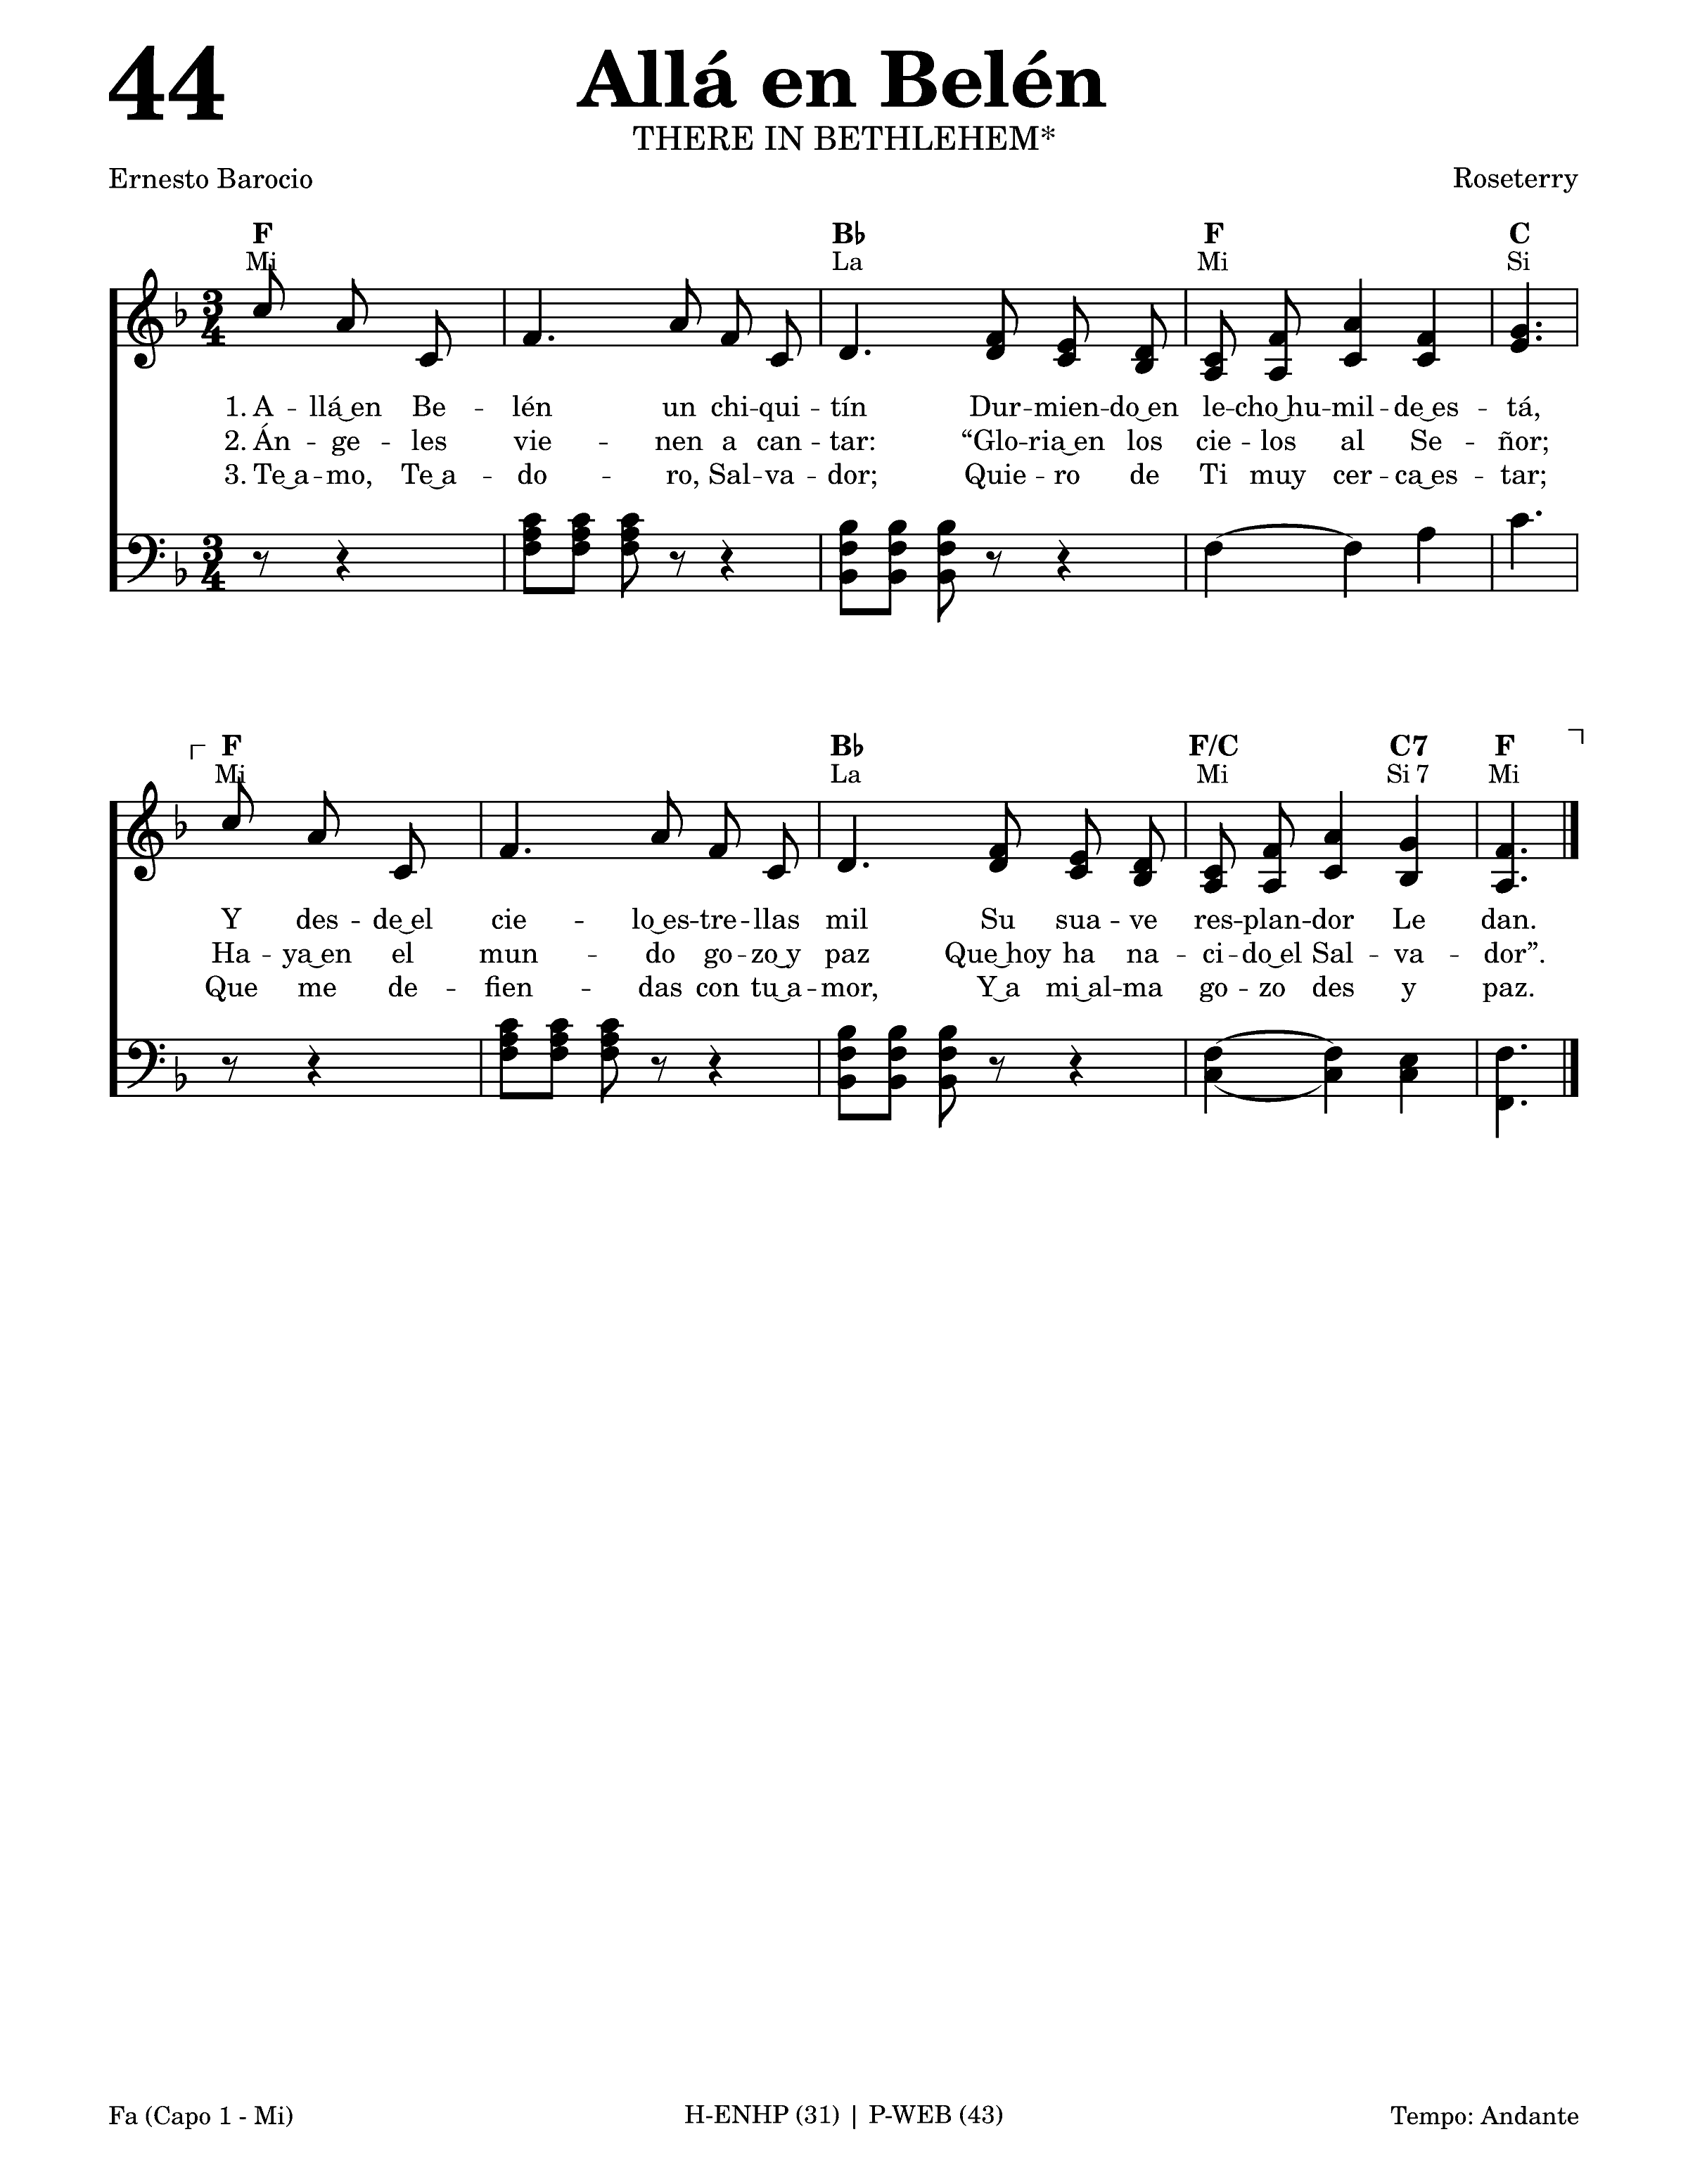 44
Allá en Belén
THERE IN BETHLEHEM*
Ernesto Barocio
Roseterry
F B♭ F C
Mi La Mi Si
3 4
1. A -- llá en Be -- lén un chi -- qui -- tín Dur -- mien -- do en le -- cho hu -- mil -- de es -- tá,
2. Án -- ge -- les vie -- nen a can -- tar: “Glo -- ria en los cie -- los al Se -- ñor;
3. Te a -- mo, Te a -- do -- ro, Sal -- va -- dor; Quie -- ro de Ti muy cer -- ca es -- tar;
3 4
F B♭ F/C C7 F
Mi La Mi Si 7 Mi
Y des -- de el cie -- lo es -- tre -- llas mil Su sua -- ve res -- plan -- dor Le dan.
Ha -- ya en el mun -- do go -- zo y paz Que hoy ha na -- ci -- do el Sal -- va -- dor”.
Que me de -- fien -- das con tu a -- mor, Y a mi al -- ma go -- zo des y paz.
Fa (Capo 1 - Mi)
H-ENHP (31) | P-WEB (43)
Tempo: Andante